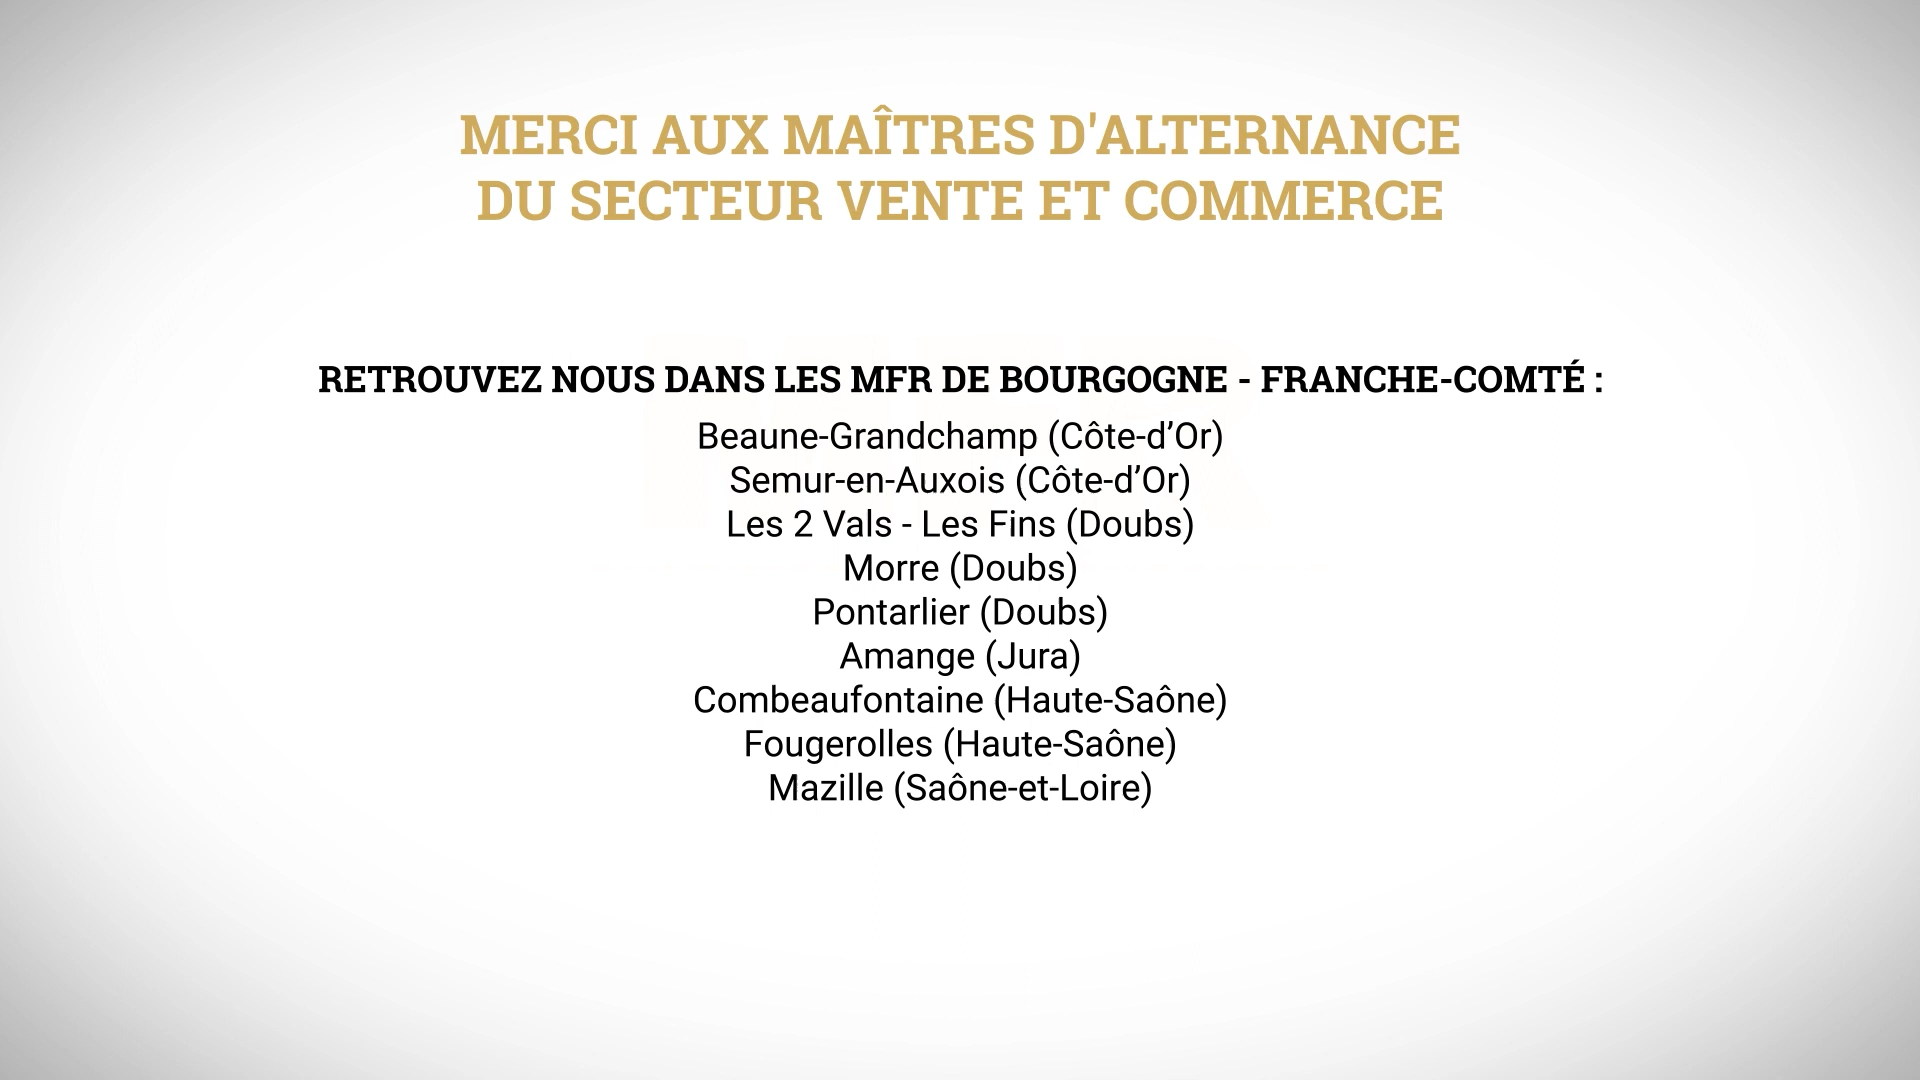 MERCI AUX MAÎTRES D'ALTERNANCE
DU SECTEUR VENTE ET COMMERCE
RETROUVEZ NOUS DANS LES MFR DE BOURGOGNE - FRANCHE-COMTÉ :
Beaune-Grandchamp (Côte-d’Or)
Semur-en-Auxois (Côte-d’Or)
Les 2 Vals - Les Fins (Doubs)
Morre (Doubs)
Pontarlier (Doubs)
Amange (Jura)
Combeaufontaine (Haute-Saône)
Fougerolles (Haute-Saône)
Mazille (Saône-et-Loire)